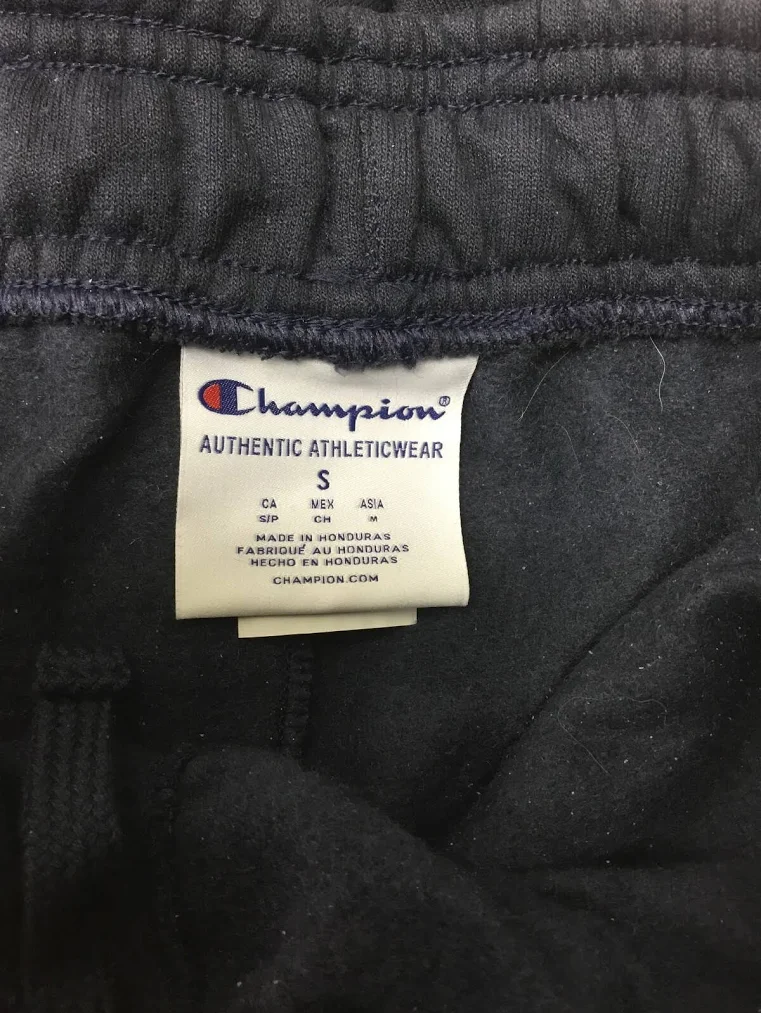 Champion®
AUTHENTIC ATHLETICWEAR
S
CA MEX ASIA
S/P CH M
MADE IN HONDURAS
FABRIQUÉ AU HONDURAS
HECHO EN HONDURAS
CHAMPION.COM